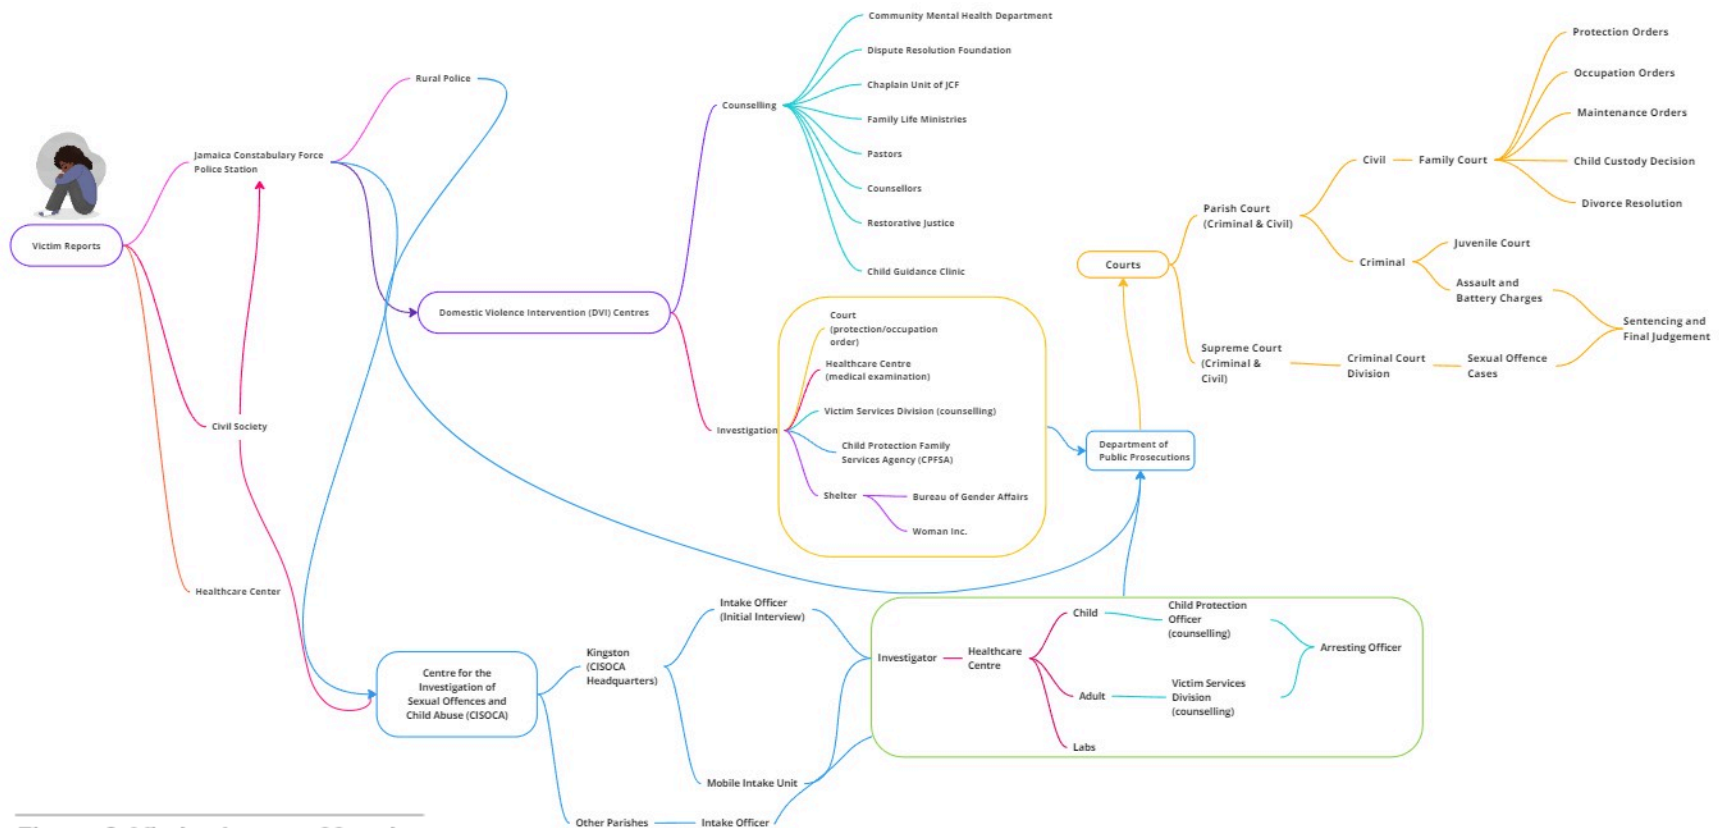 Victim Reports
Jamaica Constabulary Force
Police Station
Civil Society
Healthcare Center
Rural Police
Domestic Violence Intervention (DVI) Centres
Counselling
Community Mental Health Department
Dispute Resolution Foundation
Chaplain Unit of JCF
Family Life Ministries
Pastors
Counsellors
Restorative Justice
Child Guidance Clinic
Investigation
Court
(protection/occupation
order)
Healthcare Centre
(medical examination)
Victim Services Division (counselling)
Child Protection Family
Services Agency (CPFSA)
Shelter
Bureau of Gender Affairs
Woman Inc.
Department of
Public Prosecutions
Courts
Parish Court
(Criminal & Civil)
Civil
Family Court
Protection Orders
Occupation Orders
Maintenance Orders
Child Custody Decision
Divorce Resolution
Criminal
Juvenile Court
Assault and
Battery Charges
Supreme Court
(Criminal &
Civil)
Criminal Court
Division
Sexual Offence
Cases
Sentencing and
Final Judgement
Centre for the
Investigation of
Sexual Offences and
Child Abuse (CISOCA)
Kingston
(CISOCA
Headquarters)
Intake Officer
(Initial Interview)
Mobile Intake Unit
Other Parishes
Intake Officer
Investigator
Healthcare
Centre
Child
Child Protection
Officer
(counselling)
Adult
Victim Services
Division
(counselling)
Labs
Arresting Officer